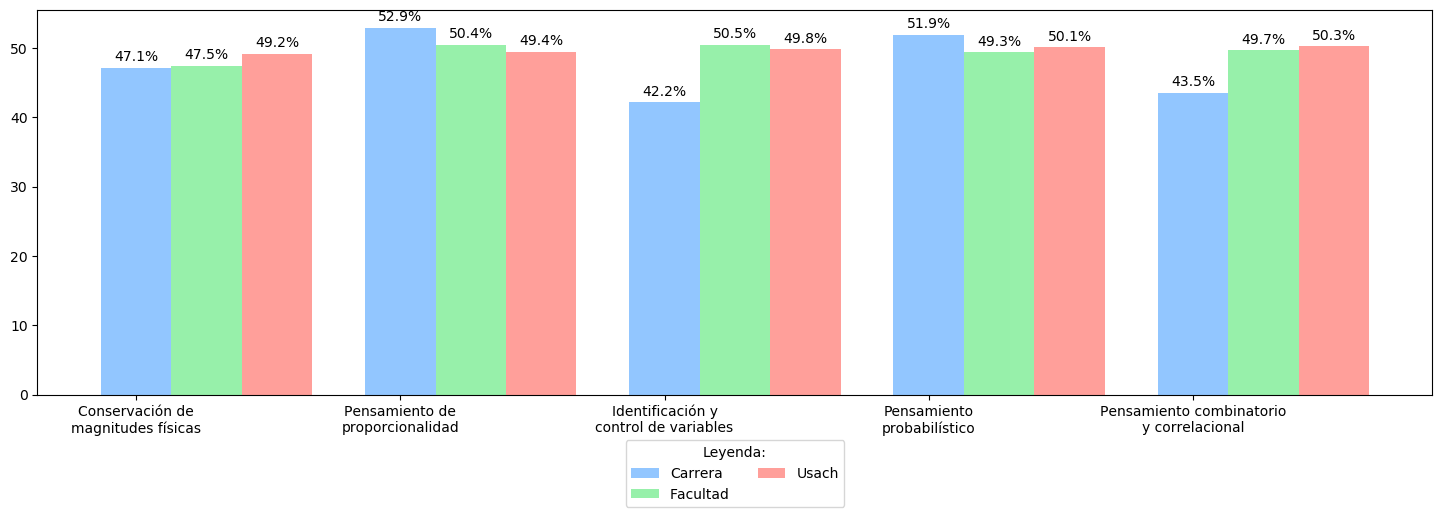 52.9%
51.9%
50.4%
50.5%
50.3%
50.1%
49.8%
49.7%
49.4%
49.3%
49.2%
47.5%
47.1%
43.5%
42.2%
50
40
30
20
10
0
Conservación de
magnitudes físicas
Pensamiento de
proporcionalidad
Identificación y
control de variables
Pensamiento
probabilístico
Pensamiento combinatorio
y correlacional
Leyenda:
Carrera
Facultad
Usach